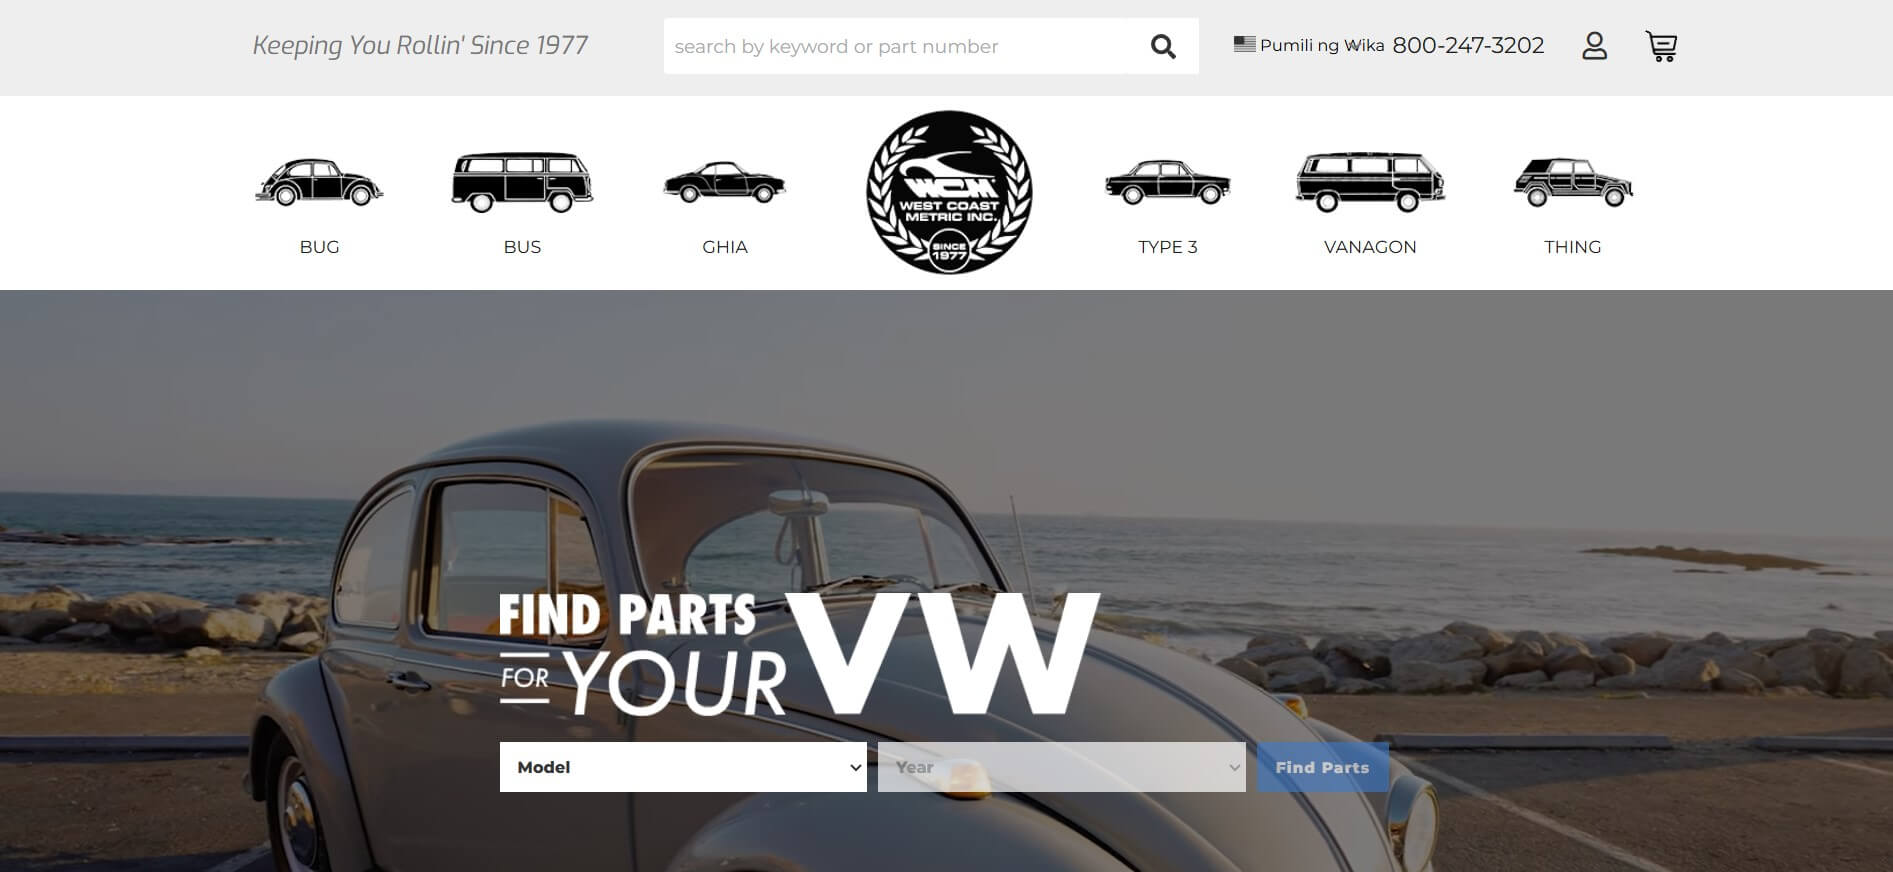 Keeping You Rollin' Since 1977
search by keyword or part number
Pumili ng Wika
800-247-3202
BUG
BUS
GHIA
WCM
WEST COAST
METRIC INC.
SINCE
1977
TYPE 3
VANAGON
THING
FIND PARTS
FOR YOUR VW
Model
Year
Find Parts